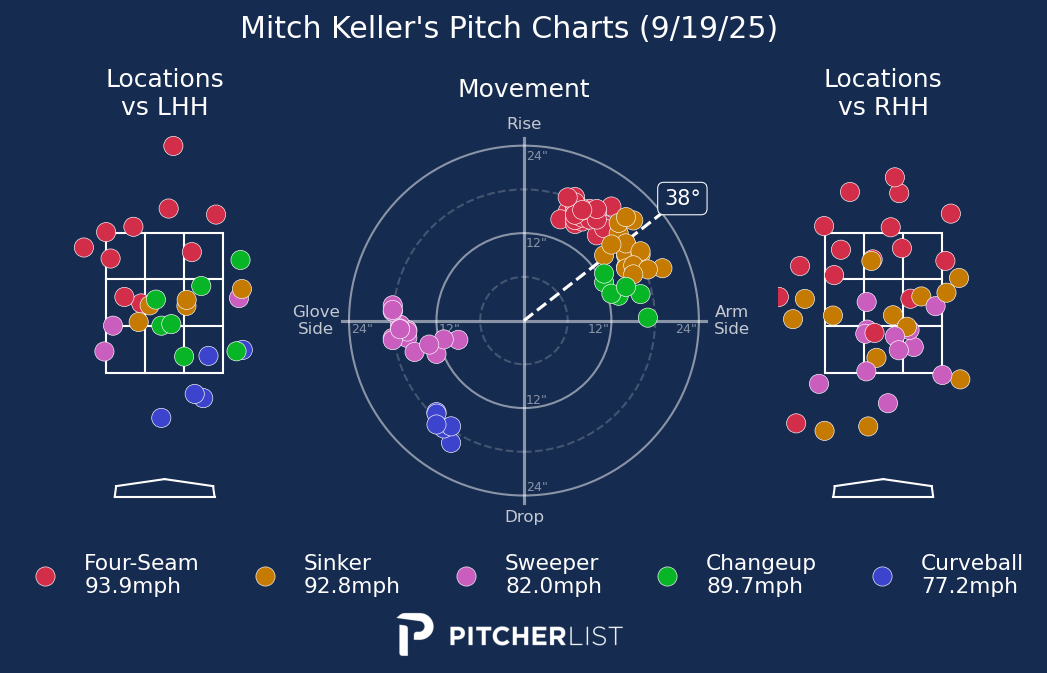 Mitch Keller's Pitch Charts (9/19/25)
Locations
vs LHH
Movement
Locations
vs RHH
Rise
24"
38°
12"
Glove
Side
24"
12"
12"
24"
Arm
Side
12"
24"
Drop
Four-Seam
93.9mph
Sinker
92.8mph
Sweeper
82.0mph
Changeup
89.7mph
Curveball
77.2mph
PITCHERLIST